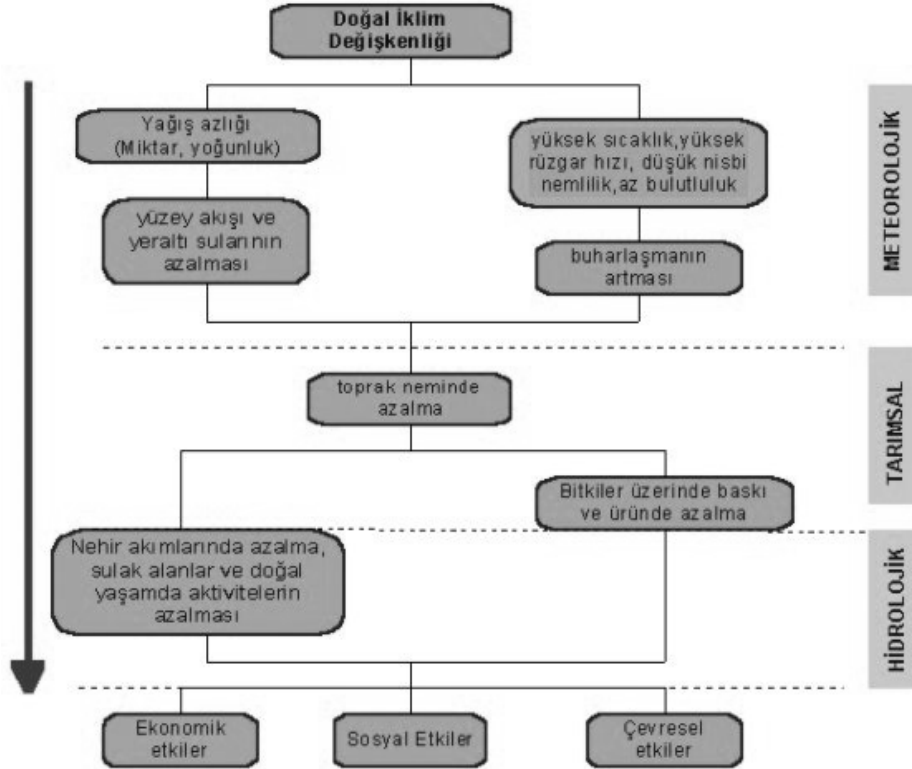 Doğal İklim
Değişkenliği
Yağış azlığı
(Miktar, yoğunluk)
yüksek sıcaklık,yüksek
rüzgar hızı, düşük nisbi
nemlilik,az bulutluluk
yüzey akışı ve
yeraltı sularının
azalması
buharlaşmanın
artması
METEOROLOJİK
toprak neminde
azalma
Bitkiler üzerinde baskı
ve üründe azalma
TARIMSAL
Nehir akımlarında azalma,
sulak alanlar ve doğal
yaşamda aktivitelerin
azalması
HİDROLOJİK
Ekonomik
etkiler
Sosyal Etkiler
Çevresel
etkiler